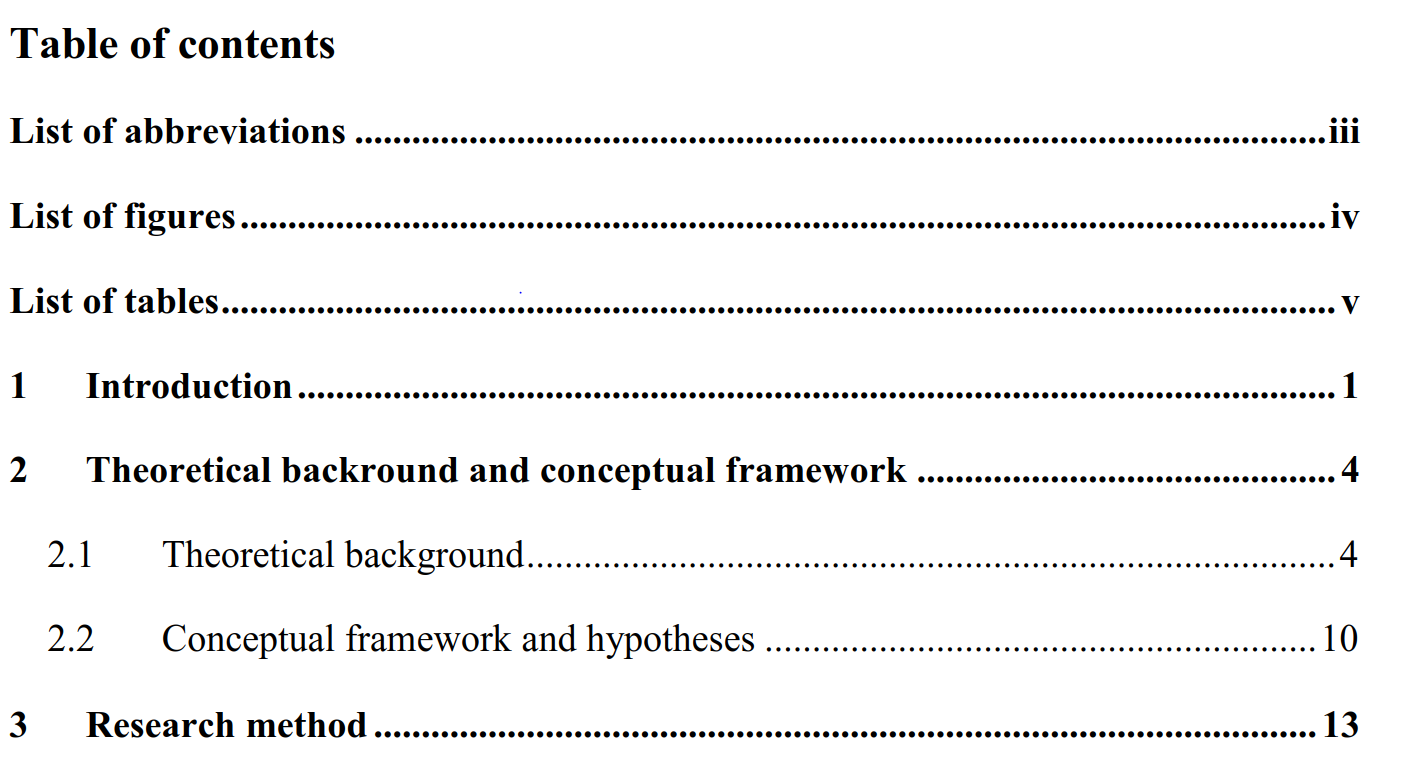 Table of contents
List of abbreviations ........................................................................................................iii
List of figures.....................................................................................................................iv
List of tables........................................................................................................................v
1 Introduction................................................................................................................1
2 Theoretical backround and conceptual framework .............................................4
2.1 Theoretical background.......................................................................................4
2.2 Conceptual framework and hypotheses ..........................................................10
3 Research method.....................................................................................................13